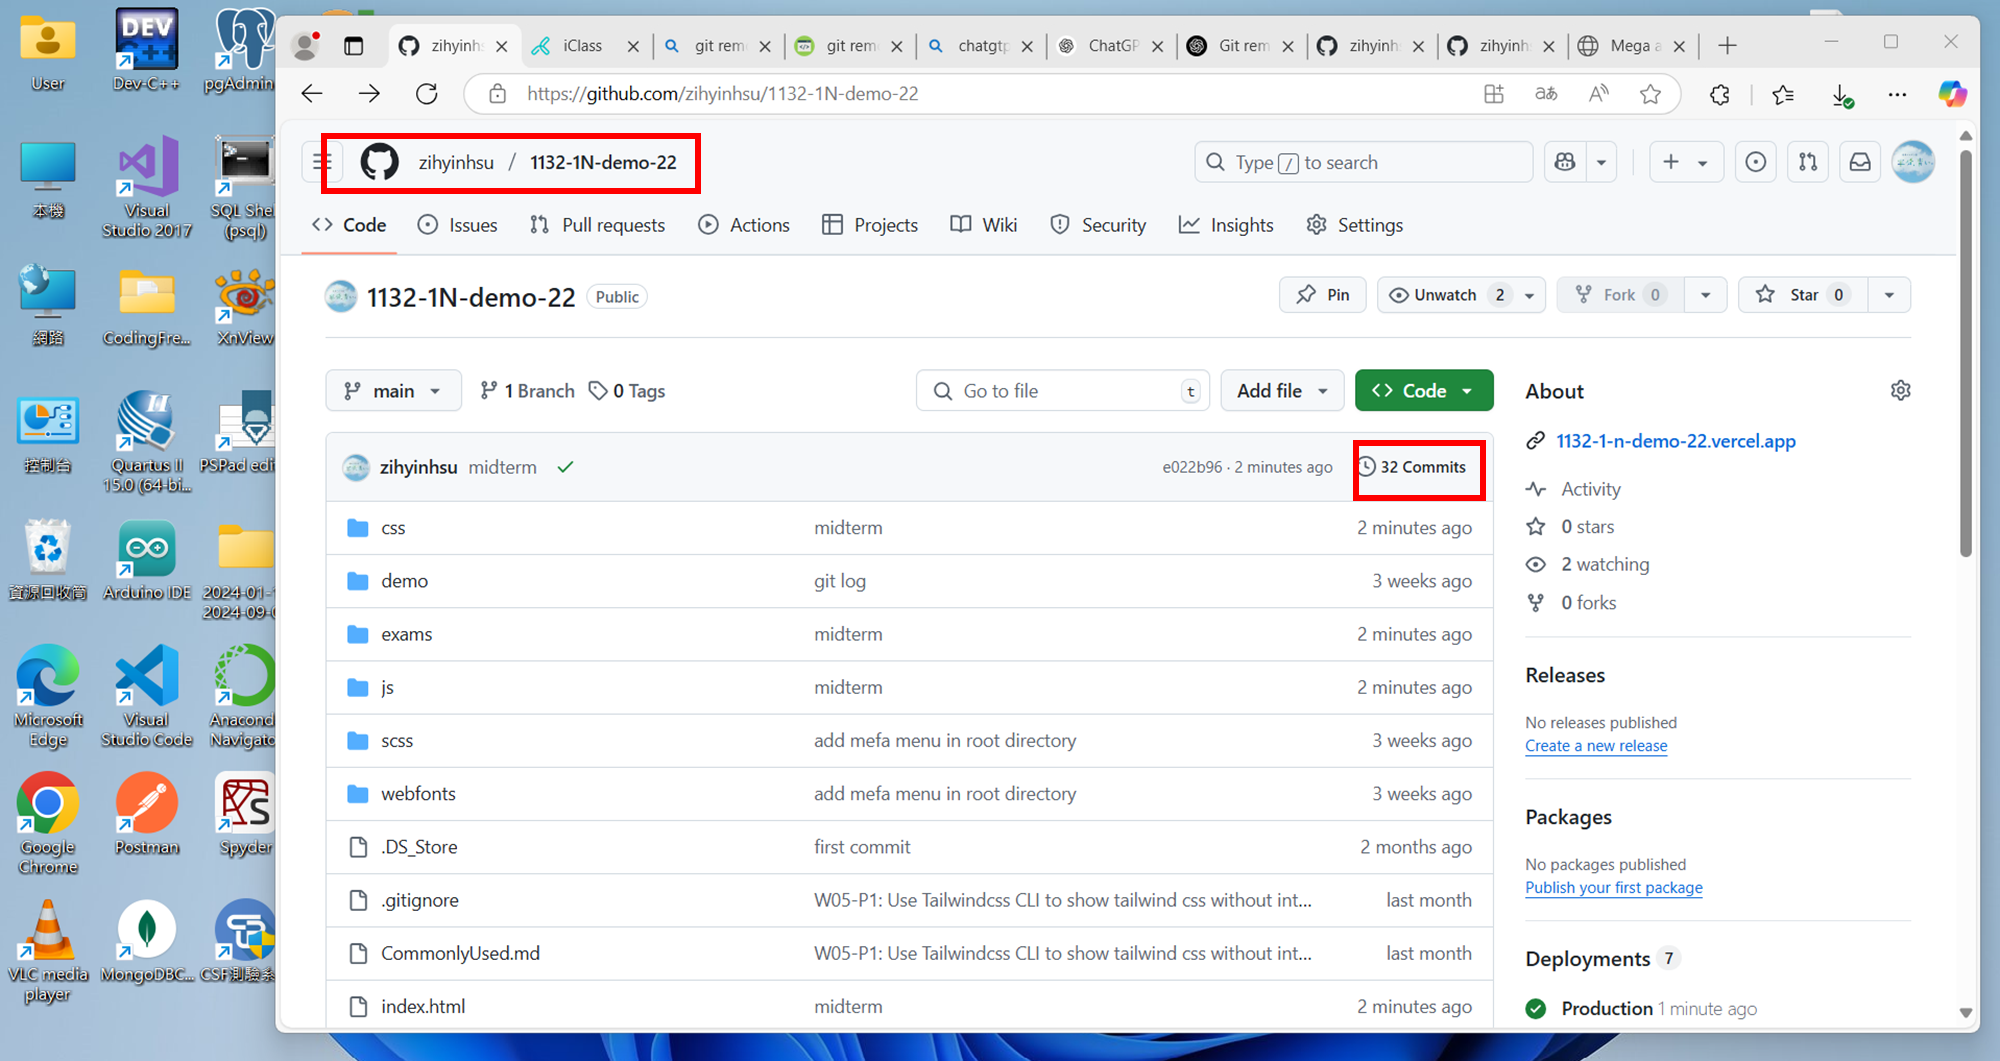 User
Dev-C++
pgAdmin
本機
Visual Studio 2017
SQL She
(psql)
網路
CodingFre...
XnView
控制台
Quartus II
15.0 (64-bi...
PSPad edi
資源回收筒
Arduino IDE
2024-01-
2024-09-
Microsoft
Edge
Visual
Studio Code
Anacond
Navigato
Google
Chrome
Postman
Spyder
VLC media
player
MongoDBC...
CSF測驗系
zihyinhs
iClass
git rem
git rem
chatgtp
ChatGP
Git rem
zihyinh
zihyinh
Mega a
https://github.com/zihyinhsu/1132-1N-demo-22
zihyinhsu / 1132-1N-demo-22
Type / to search
Code
Issues
Pull requests
Actions
Projects
Wiki
Security
Insights
Settings
1132-1N-demo-22 Public
Pin
Unwatch 2
Fork 0
Star 0
main
1 Branch
0 Tags
Go to file t
Add file
Code
zihyinhsu midterm
e022b96 · 2 minutes ago
32 Commits
css midterm 2 minutes ago
demo git log 3 weeks ago
exams midterm 2 minutes ago
js midterm 2 minutes ago
scss add mefa menu in root directory 3 weeks ago
webfonts add mefa menu in root directory 3 weeks ago
.DS_Store first commit 2 months ago
.gitignore W05-P1: Use Tailwindcss CLI to show tailwind css without int... last month
CommonlyUsed.md W05-P1: Use Tailwindcss CLI to show tailwind css without int... last month
index.html midterm 2 minutes ago
About
1132-1-n-demo-22.vercel.app
Activity
0 stars
2 watching
0 forks
Releases
No releases published
Create a new release
Packages
No packages published
Publish your first package
Deployments 7
Production 1 minute ago